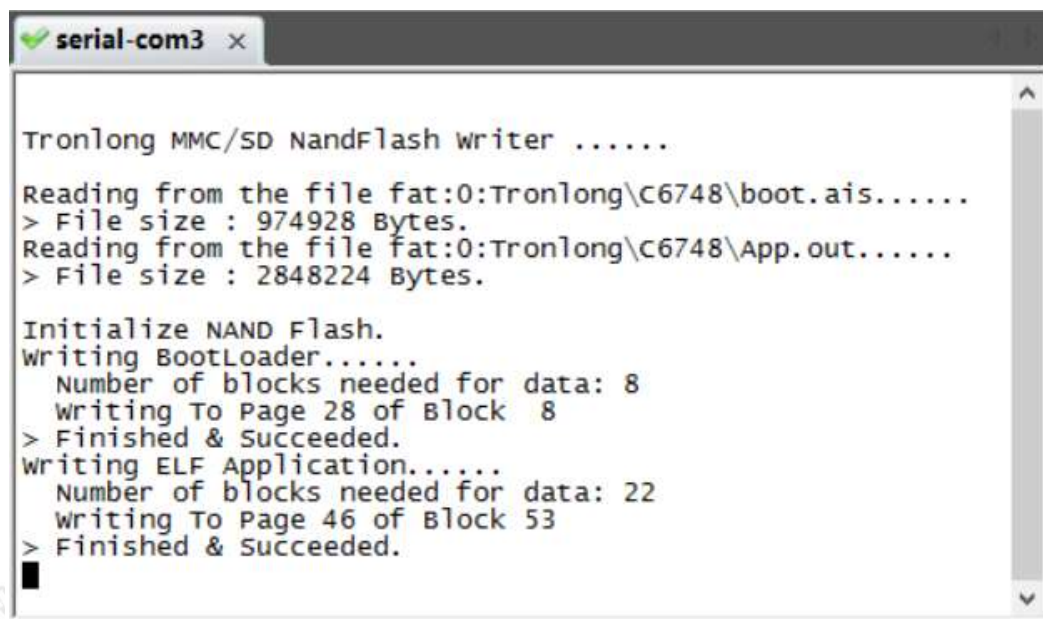 serial-com3 ×
Tronlong MMC/SD NandFlash Writer ......
Reading from the file fat:0:Tronlong\C6748\boot.ais......
> File size : 974928 Bytes.
Reading from the file fat:0:Tronlong\C6748\App.out......
> File size : 2848224 Bytes.
Initialize NAND Flash.
Writing BootLoader......
Number of blocks needed for data: 8
Writing To Page 28 of Block  8
> Finished & Succeeded.
Writing ELF Application......
Number of blocks needed for data: 22
Writing To Page 46 of Block 53
> Finished & Succeeded.